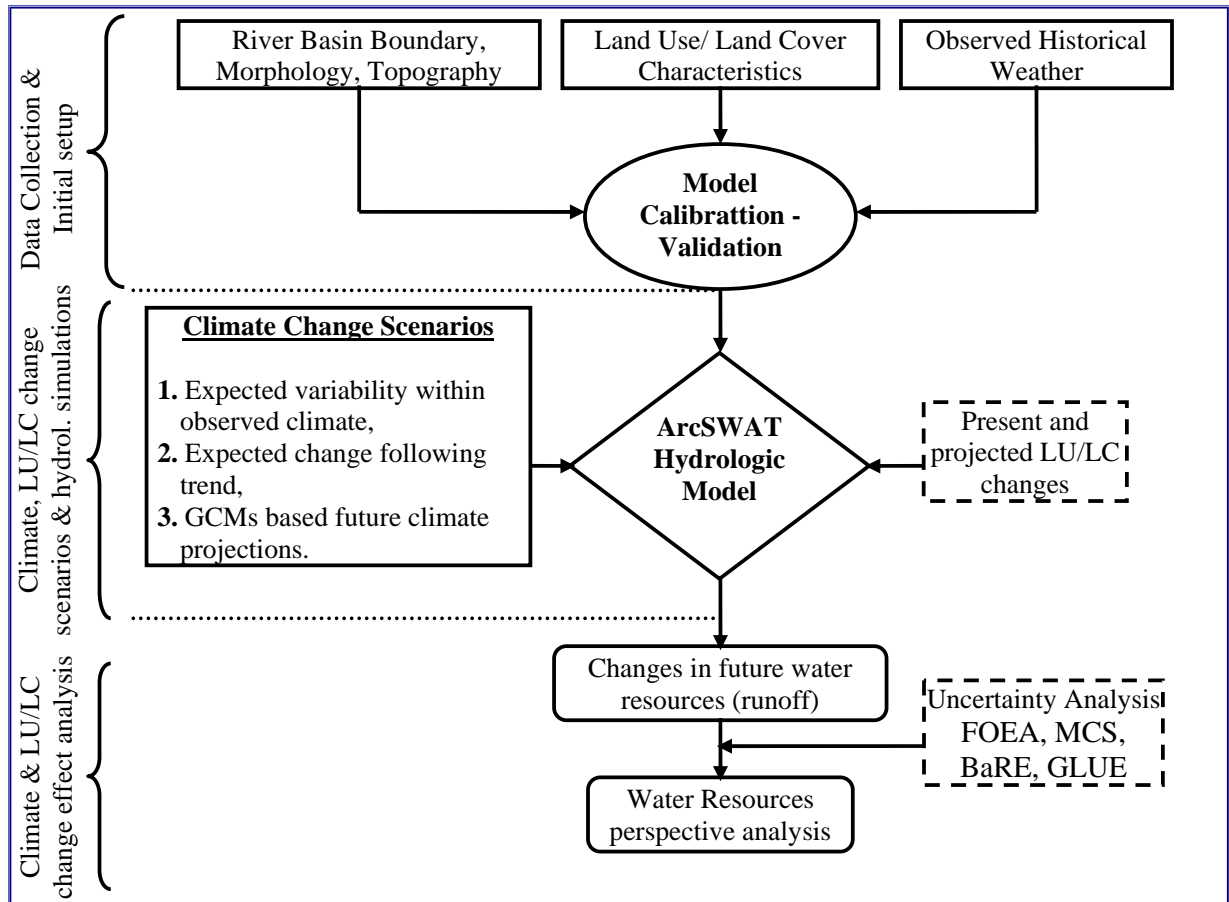 Data Collection &
Initial setup
River Basin Boundary,
Morphology, Topography
Land Use/ Land Cover
Characteristics
Observed Historical
Weather
Model
Calibrattion -
Validation
Climate, LU/LC change
scenarios & hydrol. simulations
Climate Change Scenarios
1. Expected variability within
observed climate,
2. Expected change following
trend,
3. GCMs based future climate
projections.
ArcSWAT
Hydrologic
Model
Present and
projected LU/LC
changes
Climate & LU/LC
change effect analysis
Changes in future water
resources (runoff)
Uncertainty Analysis
FOEA, MCS,
BaRE, GLUE
Water Resources
perspective analysis